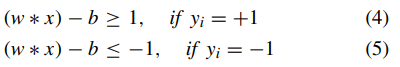 (w ∗ x) − b ≥ 1, if yᵢ = +1 (4)
(w ∗ x) − b ≤ −1, if yᵢ = −1 (5)